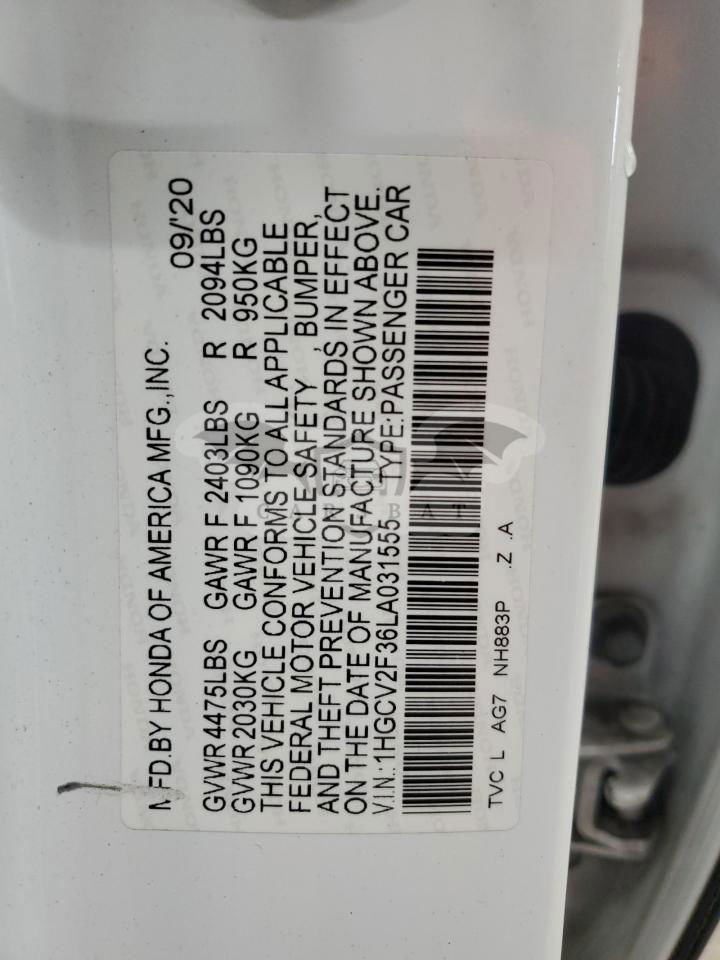 MFD.BY HONDA OF AMERICA MFG.,INC. 09/'20
GVWR 4475LBS GAWR F 2403LBS R 2094LBS
GVWR 2030KG GAWR F 1090KG R 950KG
THIS VEHICLE CONFORMS TO ALL APPLICABLE
FEDERAL MOTOR VEHICLE SAFETY, BUMPER,
AND THEFT PREVENTION STANDARDS IN EFFECT
ON THE DATE OF MANUFACTURE SHOWN ABOVE.
V.I.N.:1HGCV2F36LA031555 TYPE:PASSENGER CAR
TVC L AG7 NH883P .Z .A